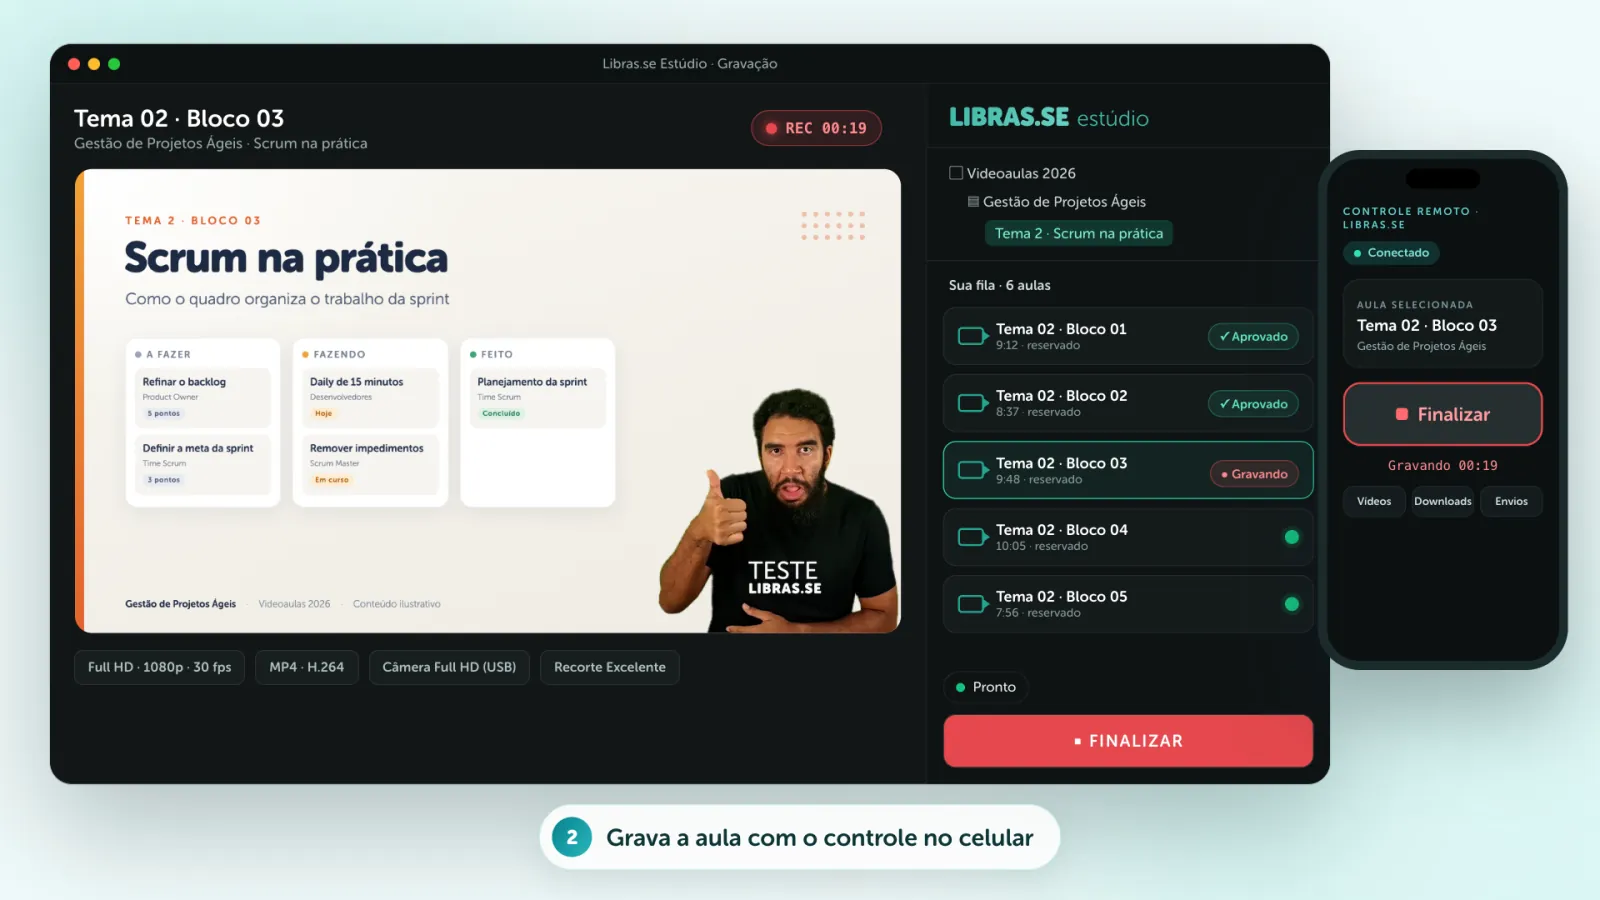 Libras.se Estúdio · Gravação
Tema 02 · Bloco 03
Gestão de Projetos Ágeis · Scrum na prática
REC 00:19
TEMA 2 · BLOCO 03
Scrum na prática
Como o quadro organiza o trabalho da sprint
A FAZER
Refinar o backlog
Product Owner
5 pontos
Definir a meta da sprint
Time Scrum
3 pontos
FAZENDO
Daily de 15 minutos
Desenvolvedores
Hoje
Remover impedimentos
Scrum Master
Em curso
FEITO
Planejamento da sprint
Time Scrum
Concluído
TESTE
LIBRAS.SE
Gestão de Projetos Ágeis · Videoaulas 2026 · Conteúdo ilustrativo
Full HD · 1080p · 30 fps
MP4 · H.264
Câmera Full HD (USB)
Recorte Excelente
LIBRAS.SE estúdio
Videoaulas 2026
Gestão de Projetos Ágeis
Tema 2 · Scrum na prática
Sua fila · 6 aulas
Tema 02 · Bloco 01
9:12 · reservado
✓ Aprovado
Tema 02 · Bloco 02
8:37 · reservado
✓ Aprovado
Tema 02 · Bloco 03
9:48 · reservado
Gravando
Tema 02 · Bloco 04
10:05 · reservado
Tema 02 · Bloco 05
7:56 · reservado
Pronto
FINALIZAR
CONTROLE REMOTO ·
LIBRAS.SE
Conectado
AULA SELECIONADA
Tema 02 · Bloco 03
Gestão de Projetos Ágeis
Finalizar
Gravando 00:19
Vídeos
Downloads
Envios
2
Grava a aula com o controle no celular